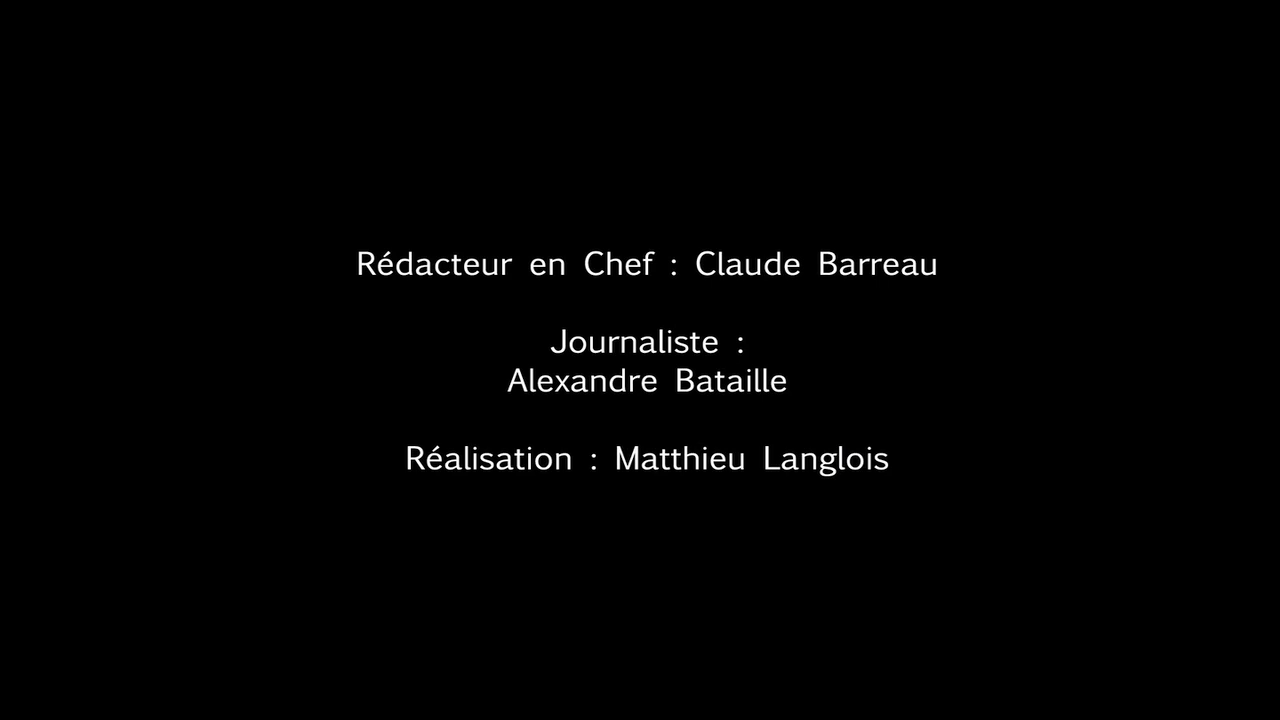 Rédacteur en Chef : Claude Barreau
Journaliste :
Alexandre Bataille
Réalisation : Matthieu Langlois